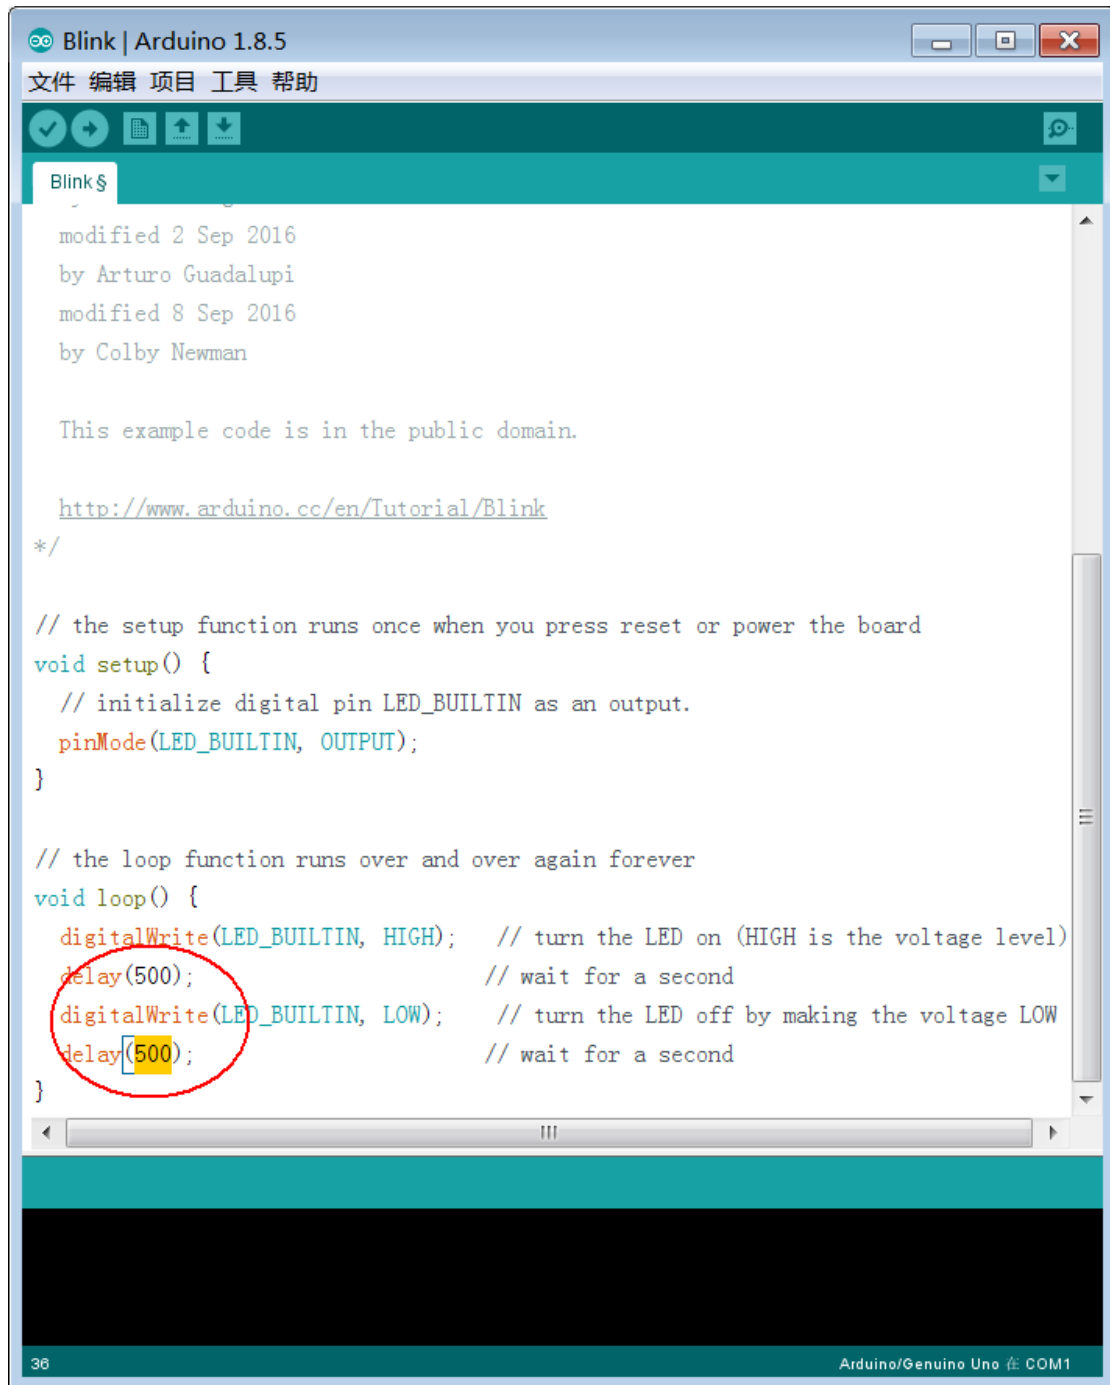 Blink | Arduino 1.8.5
文件 编辑 项目 工具 帮助
Blink §
modified 2 Sep 2016
by Arturo Guadalupi
modified 8 Sep 2016
by Colby Newman
This example code is in the public domain.
http://www.arduino.cc/en/Tutorial/Blink
*/
// the setup function runs once when you press reset or power the board
void setup() {
// initialize digital pin LED_BUILTIN as an output.
pinMode(LED_BUILTIN, OUTPUT);
}
// the loop function runs over and over again forever
void loop() {
digitalWrite(LED_BUILTIN, HIGH);   // turn the LED on (HIGH is the voltage level)
delay(500);                       // wait for a second
digitalWrite(LED_BUILTIN, LOW);    // turn the LED off by making the voltage LOW
delay(500);                       // wait for a second
}
36
Arduino/Genuino Uno 在 COM1